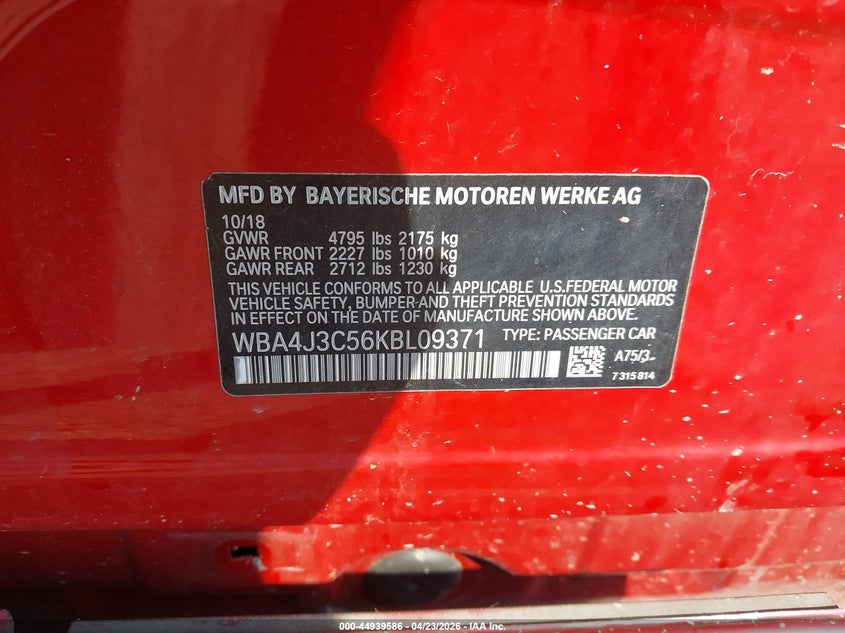 MFD BY BAYERISCHE MOTOREN WERKE AG
10/18
GVWR 4795 lbs 2175 kg
GAWR FRONT 2227 lbs 1010 kg
GAWR REAR 2712 lbs 1230 kg
THIS VEHICLE CONFORMS TO ALL APPLICABLE U.S.FEDERAL MOTOR
VEHICLE SAFETY, BUMPER-AND THEFT PREVENTION STANDARDS
IN EFFECT ON THE DATE OF MANUFACTURE SHOWN ABOVE.
WBA4J3C56KBL09371 TYPE: PASSENGER CAR
A75/3
7315814
000-44939586 - 04/23/2026 - IAA Inc.